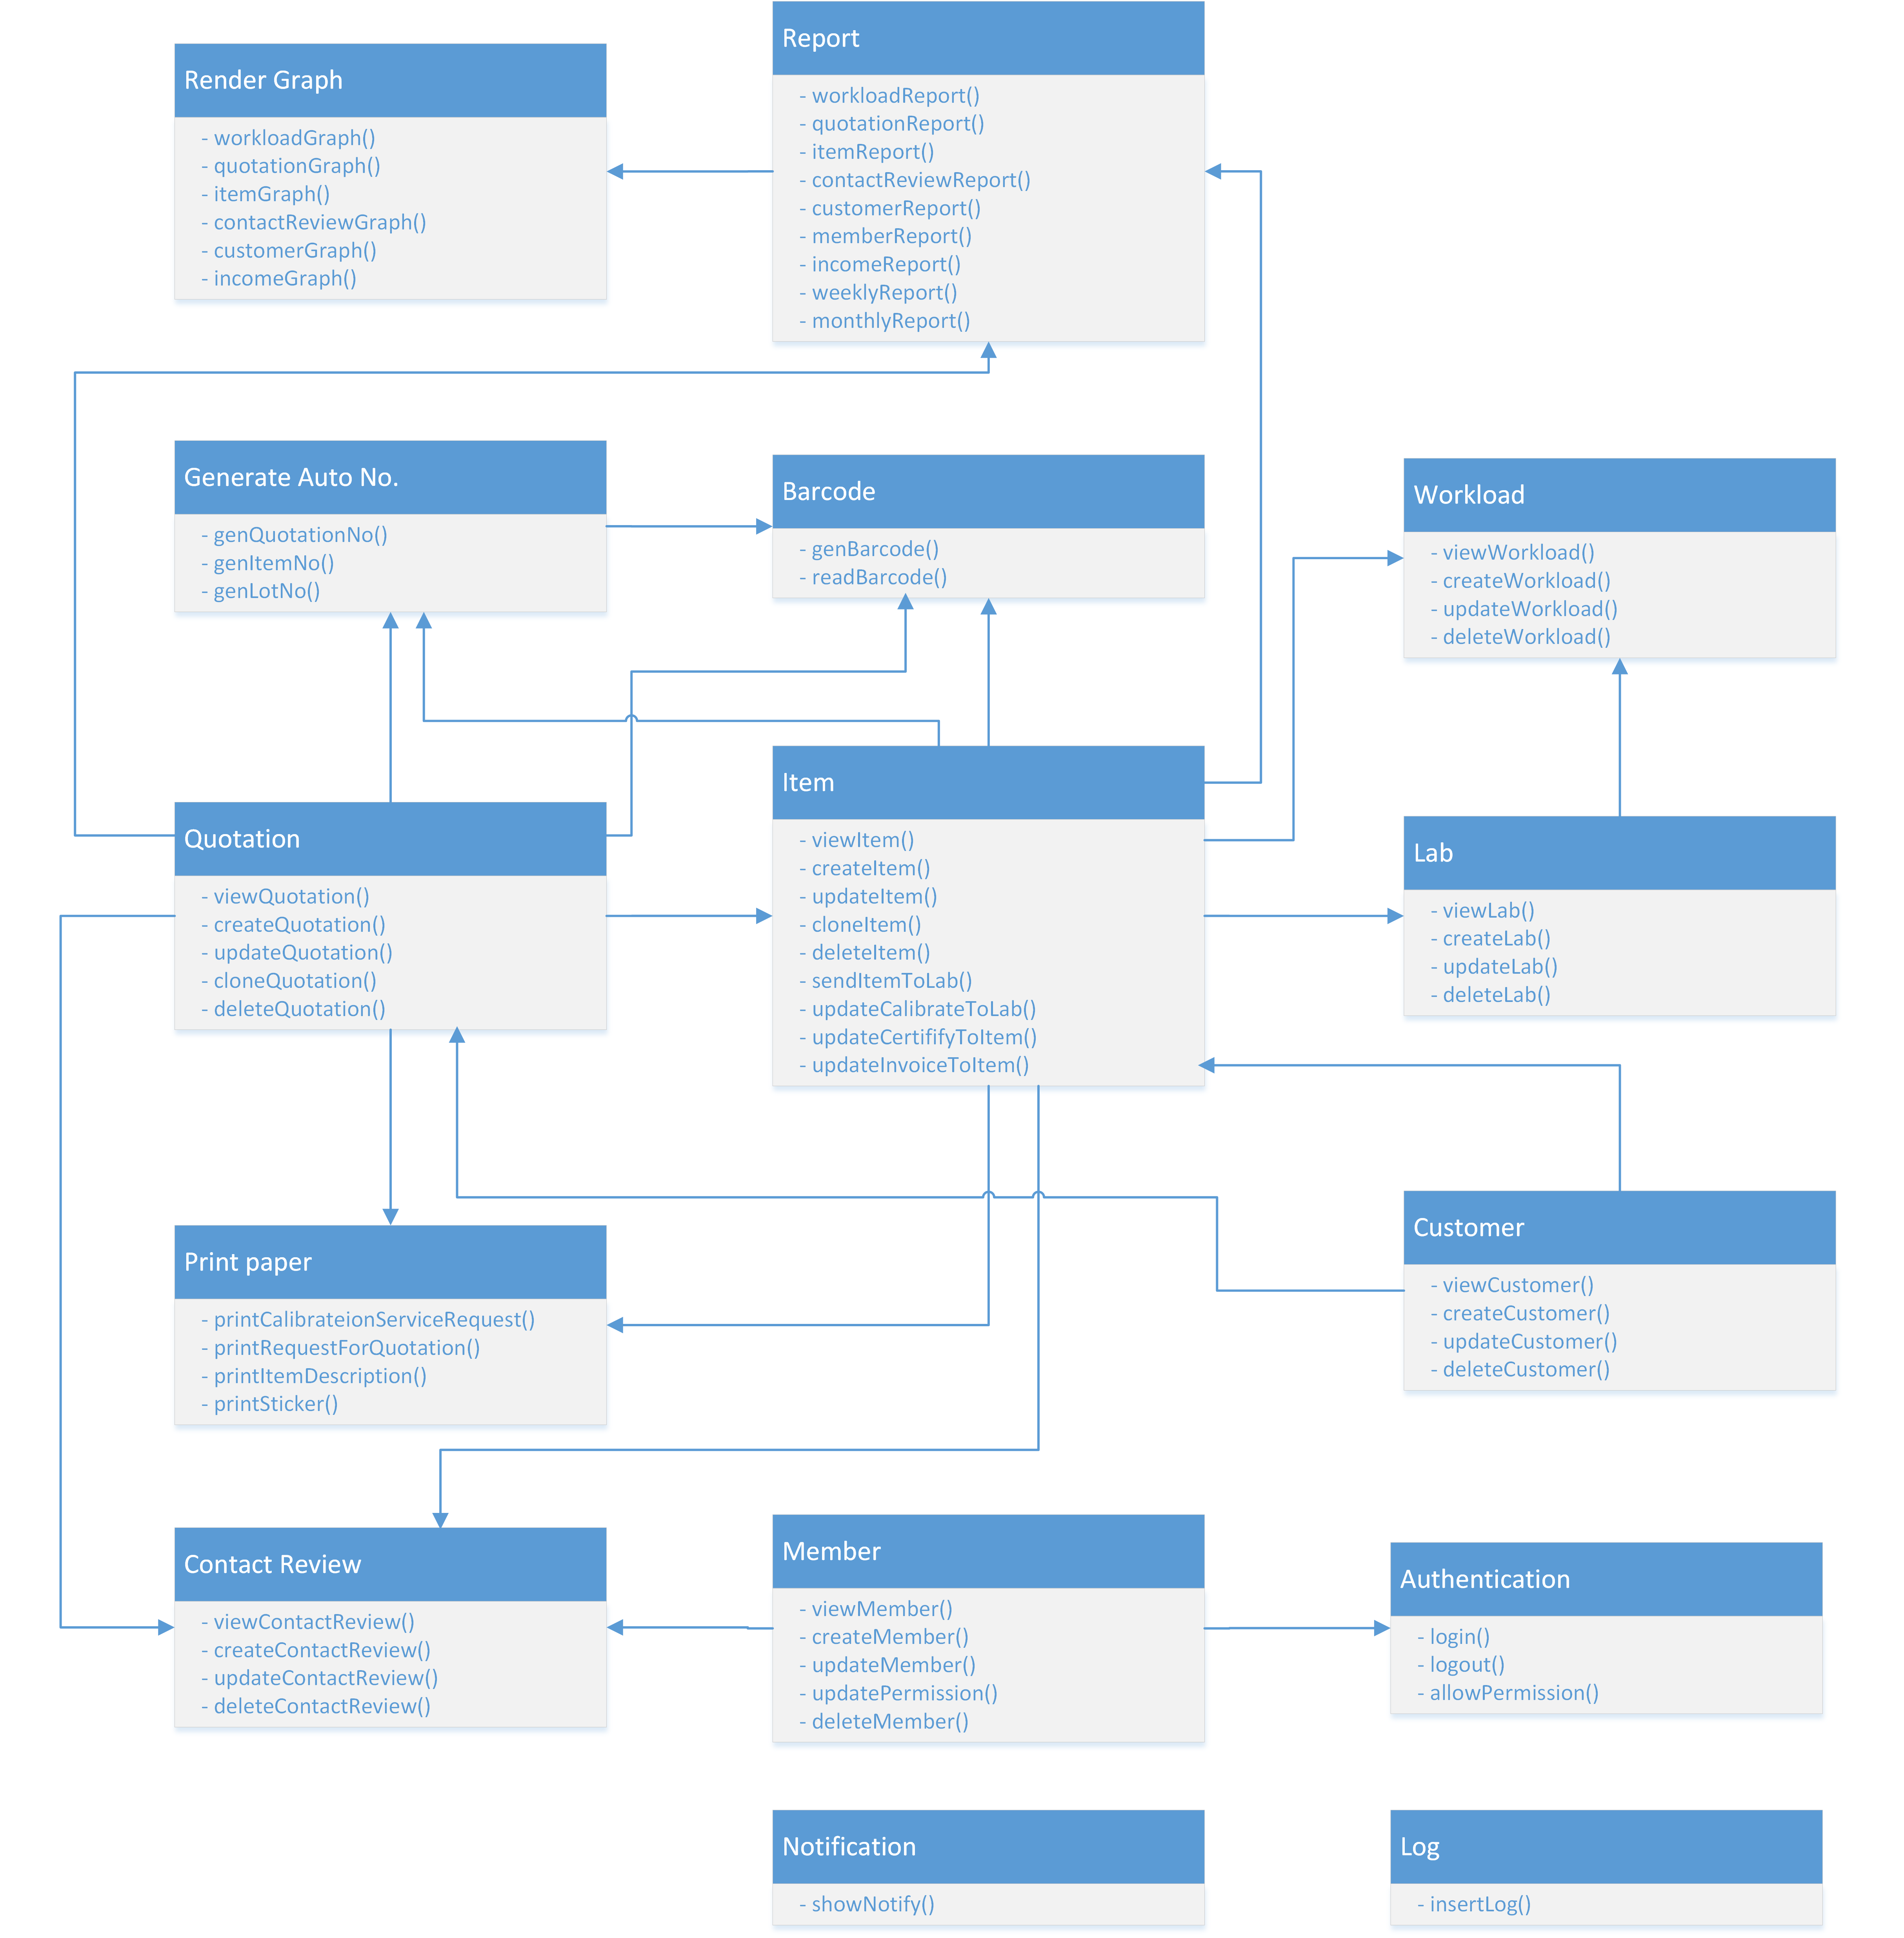 Render Graph
- workloadGraph()
- quotationGraph()
- itemGraph()
- contactReviewGraph()
- customerGraph()
- incomeGraph()
Report
- workloadReport()
- quotationReport()
- itemReport()
- contactReviewReport()
- customerReport()
- memberReport()
- incomeReport()
- weeklyReport()
- monthlyReport()
Generate Auto No.
- genQuotationNo()
- genItemNo()
- genLotNo()
Barcode
- genBarcode()
- readBarcode()
Workload
- viewWorkload()
- createWorkload()
- updateWorkload()
- deleteWorkload()
Quotation
- viewQuotation()
- createQuotation()
- updateQuotation()
- cloneQuotation()
- deleteQuotation()
Item
- viewItem()
- createItem()
- updateItem()
- cloneItem()
- deleteItem()
- sendItemToLab()
- updateCalibrateToLab()
- updateCertififyToItem()
- updateInvoiceToItem()
Lab
- viewLab()
- createLab()
- updateLab()
- deleteLab()
Print paper
- printCalibrateionServiceRequest()
- printRequestForQuotation()
- printItemDescription()
- printSticker()
Customer
- viewCustomer()
- createCustomer()
- updateCustomer()
- deleteCustomer()
Contact Review
- viewContactReview()
- createContactReview()
- updateContactReview()
- deleteContactReview()
Member
- viewMember()
- createMember()
- updateMember()
- updatePermission()
- deleteMember()
Authentication
- login()
- logout()
- allowPermission()
Notification
- showNotify()
Log
- insertLog()